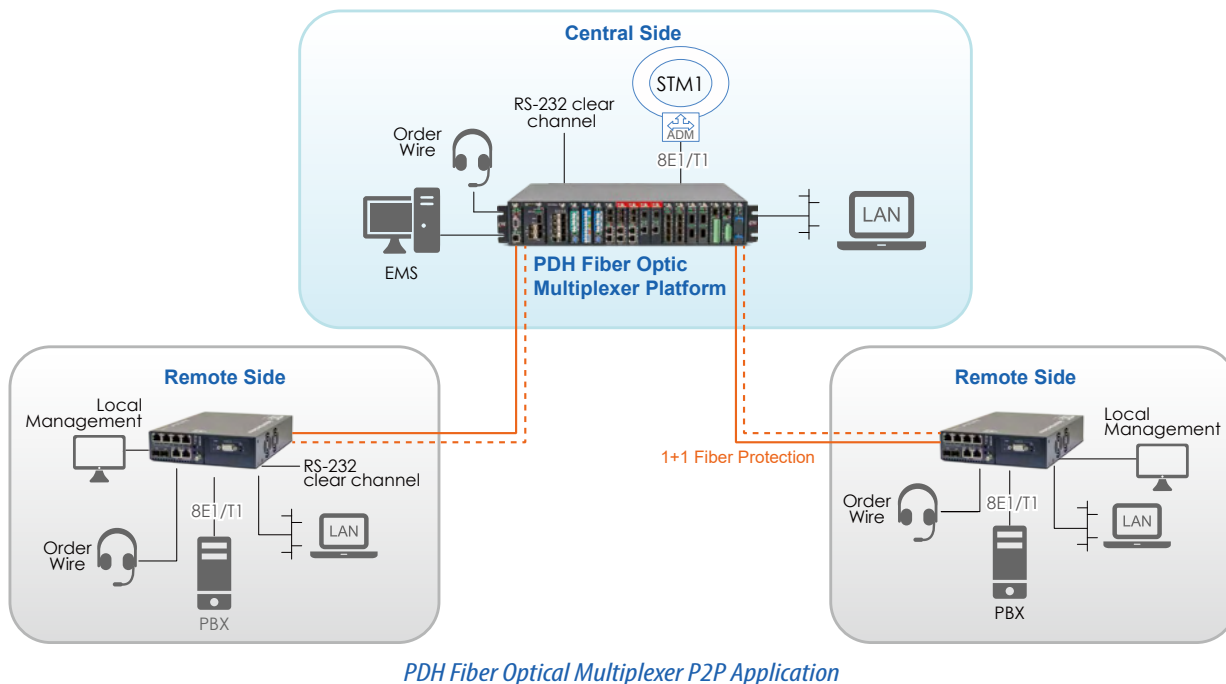 Central Side
STM1
ADM
8E1/T1
RS-232 clear
channel
Order
Wire
EMS
LAN
PDH Fiber Optic
Multiplexer Platform
Remote Side
Local
Management
RS-232
clear channel
8E1/T1
LAN
Order
Wire
PBX
1+1 Fiber Protection
Remote Side
Local
Management
Order
Wire
8E1/T1
LAN
PBX
PDH Fiber Optical Multiplexer P2P Application